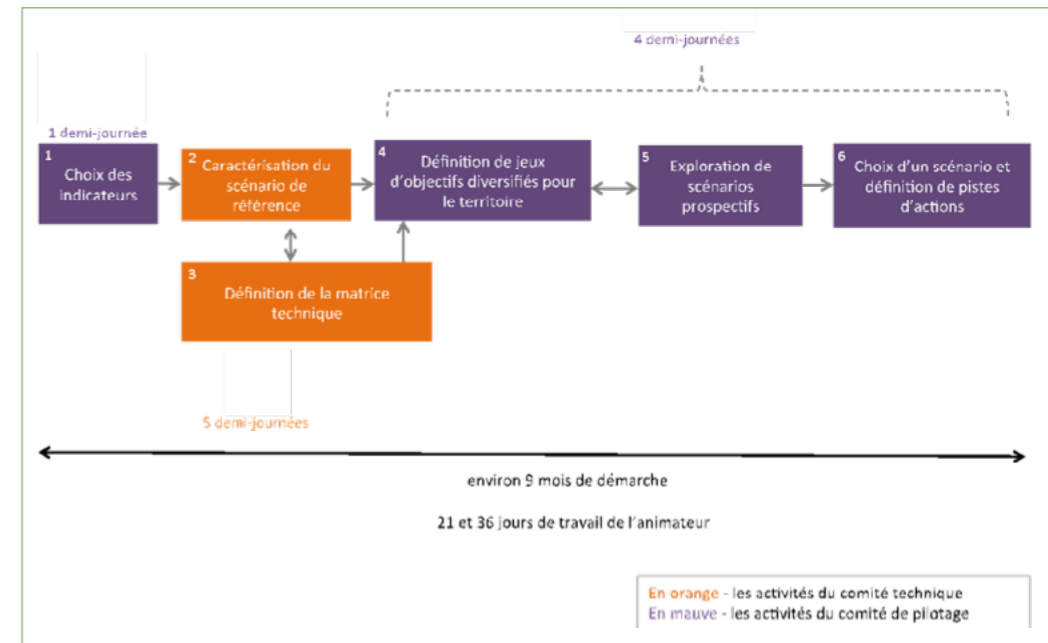 4 demi-journées
1 demi-journée
1
Choix des
indicateurs
2
Caractérisation du
scénario de
référence
4
Définition de jeux
d'objectifs diversifiés pour
le territoire
5
Exploration de
scénarios
prospectifs
6
Choix d'un scénario et
définition de pistes
d'actions
3
Définition de la matrice
technique
5 demi-journées
environ 9 mois de démarche
21 et 36 jours de travail de l'animateur
En orange - les activités du comité technique
En mauve - les activités du comité de pilotage